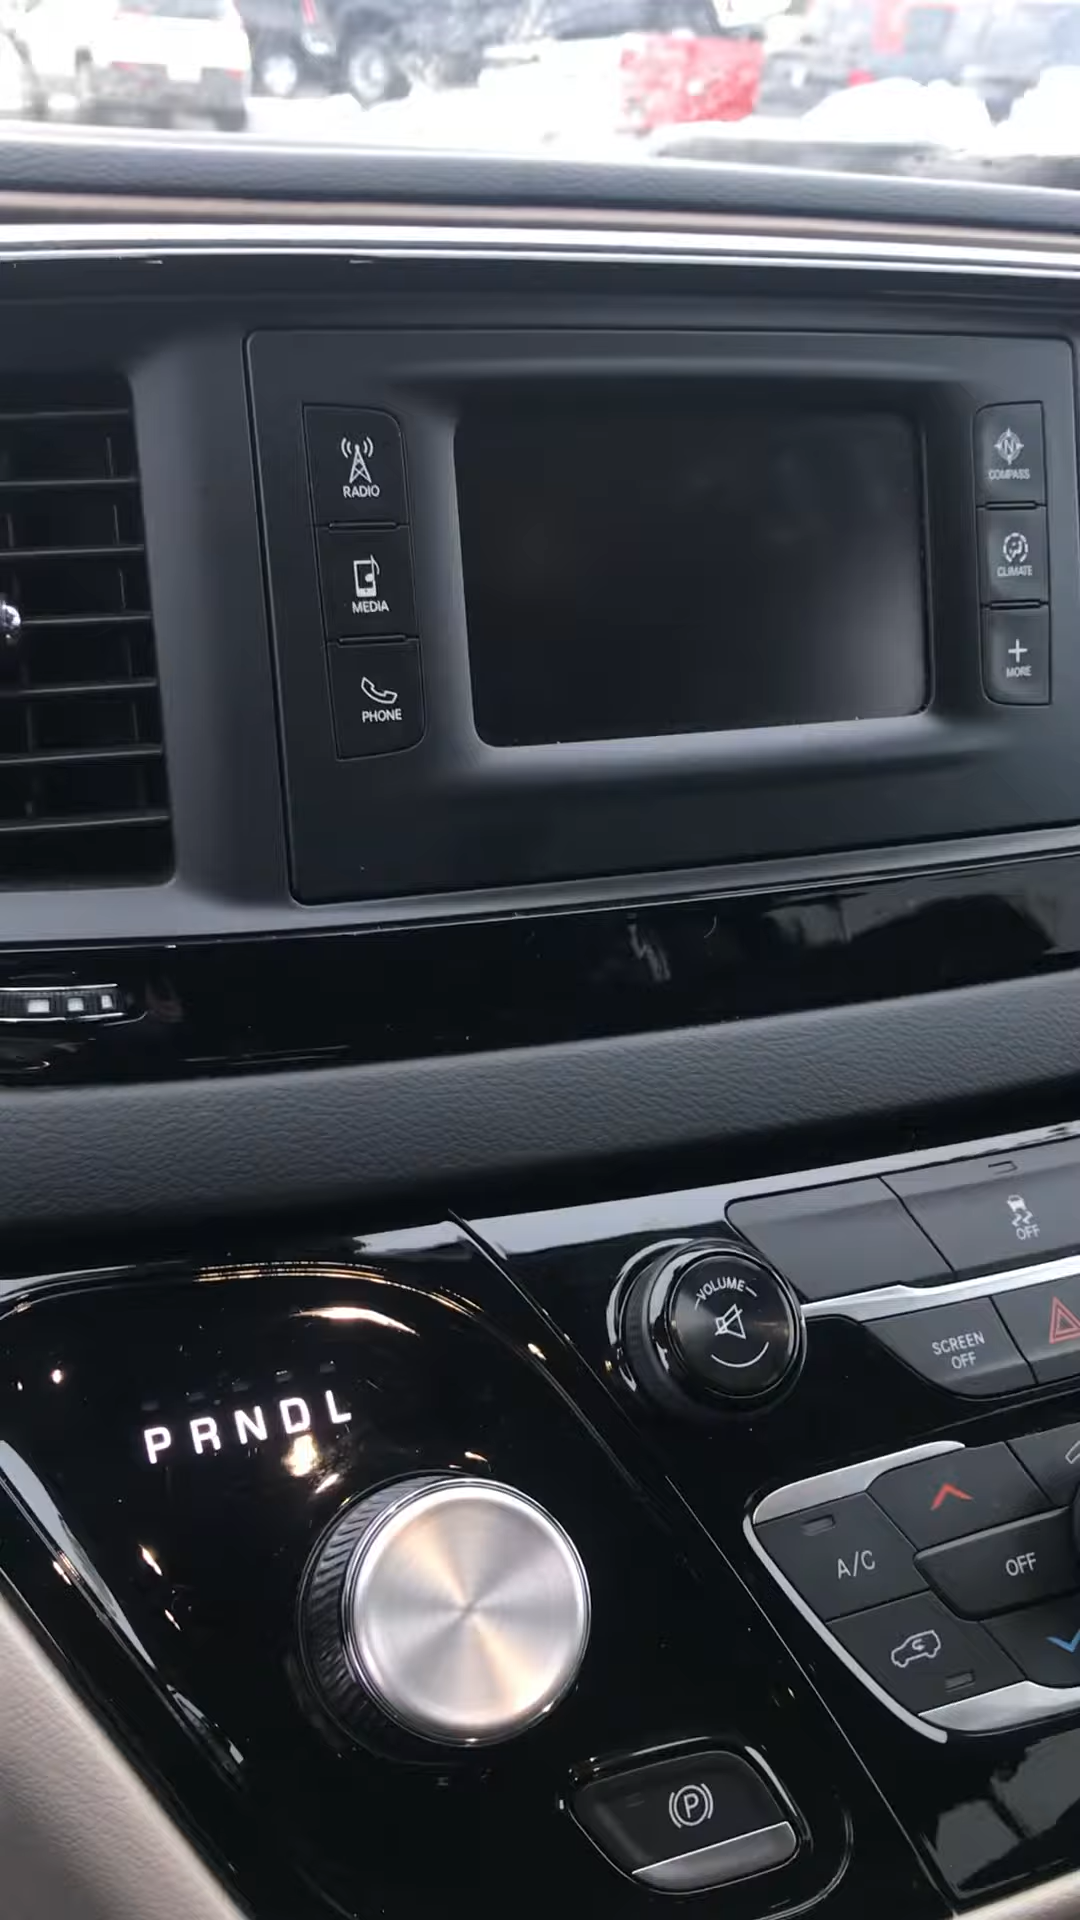 RADIO
MEDIA
PHONE
N
COMPASS
CLIMATE
+
MORE
VOLUME
OFF
SCREEN
OFF
PRNDL
A/C
OFF
P